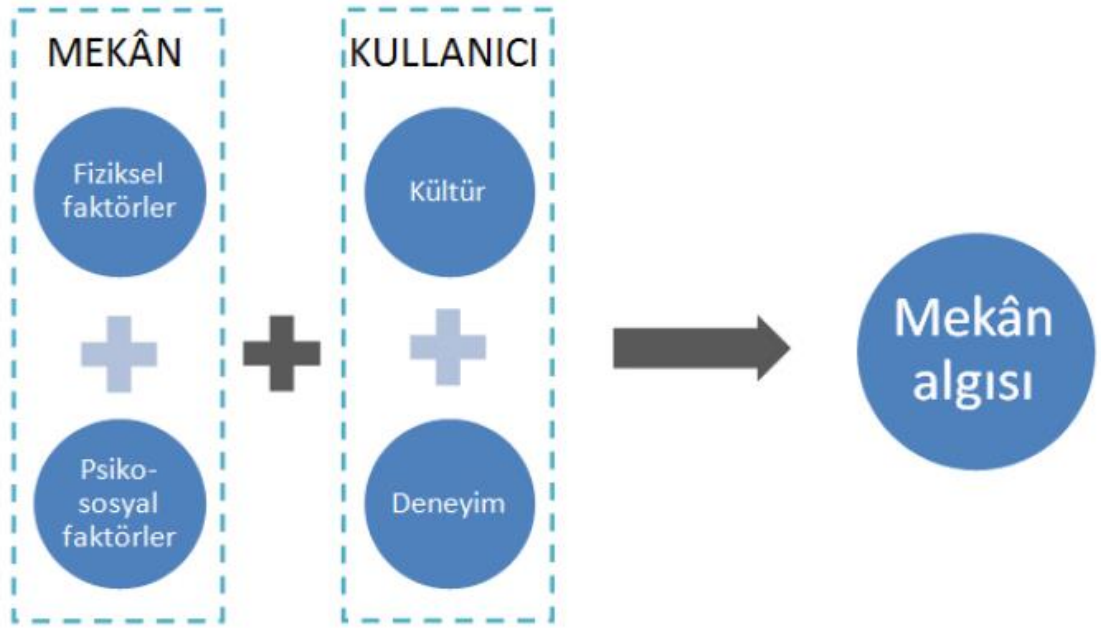 MEKÂN
Fiziksel
faktörler
Psiko-
sosyal
faktörler
KULLANICI
Kültür
Deneyim
Mekân
algısı